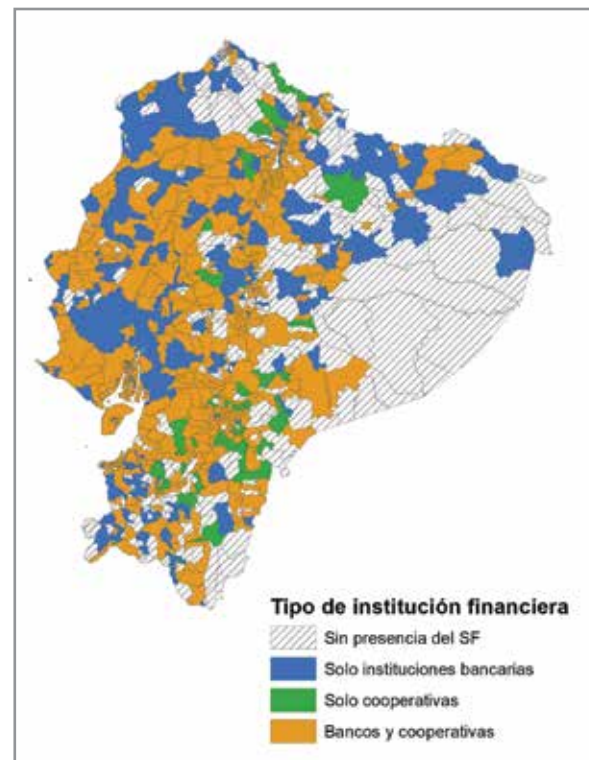 Tipo de institución financiera
Sin presencia del SF
Solo instituciones bancarias
Solo cooperativas
Bancos y cooperativas